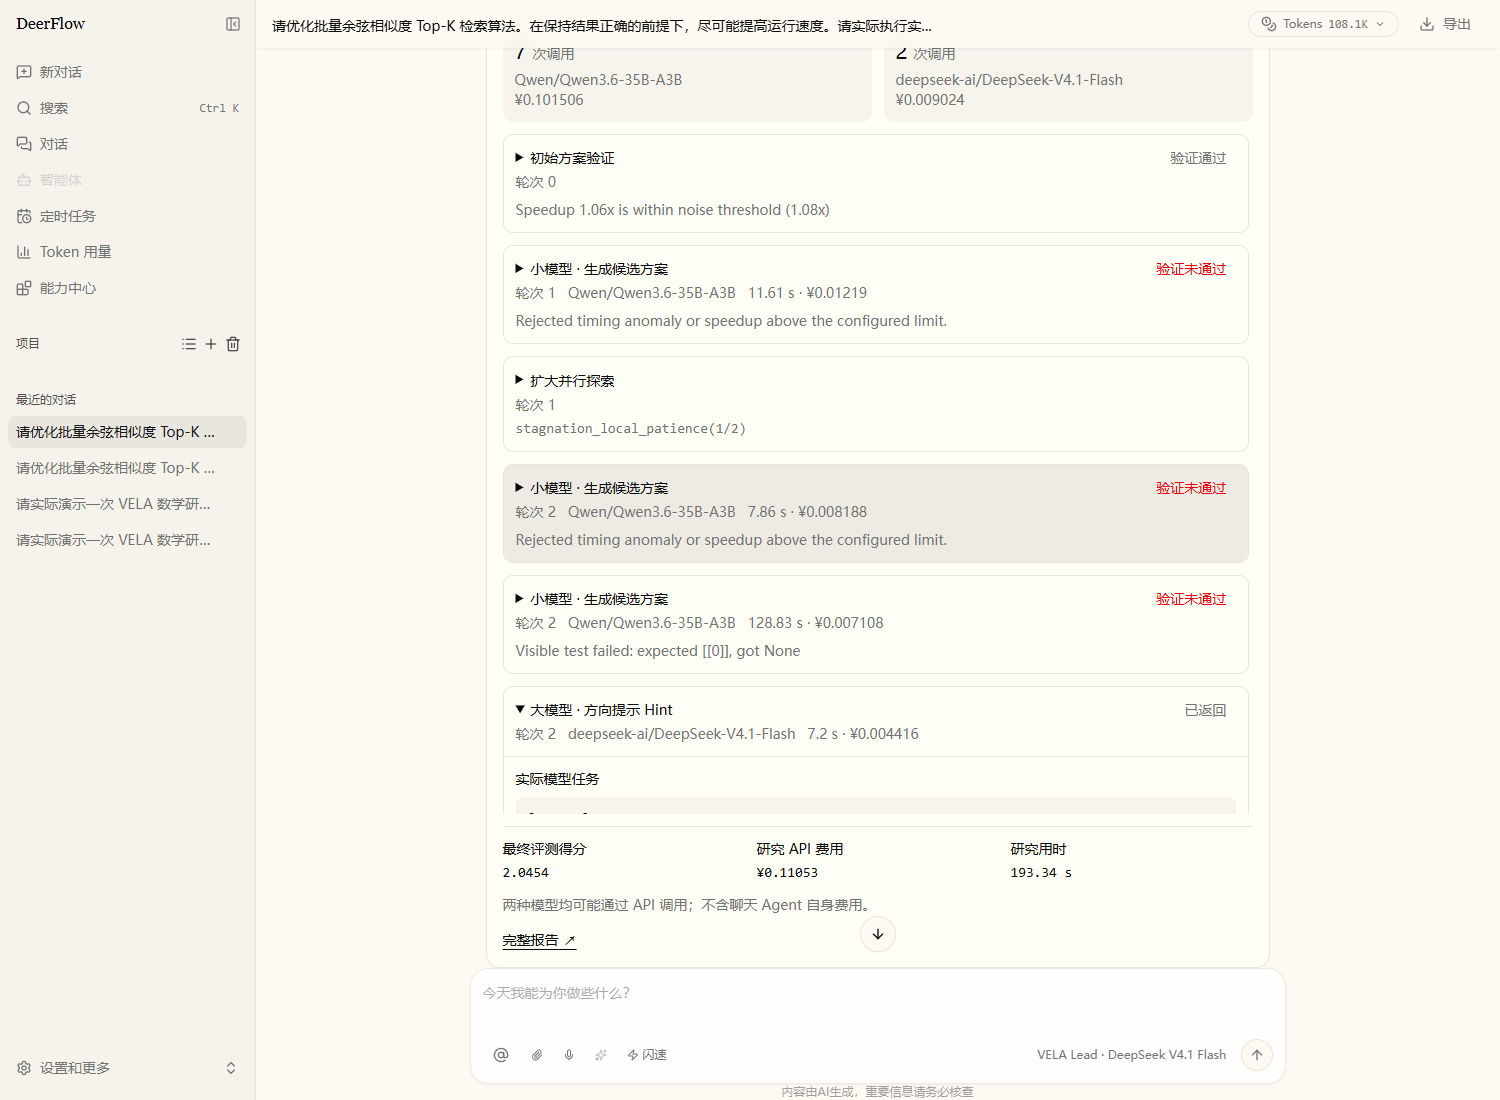 DeerFlow
新对话
搜索
Ctrl K
对话
智能体
定时任务
Token 用量
能力中心
项目
最近的对话
请优化批量余弦相似度 Top-K ...
请优化批量余弦相似度 Top-K ...
请实际演示一次 VELA 数学研...
请实际演示一次 VELA 数学研...
设置和更多
请优化批量余弦相似度 Top-K 检索算法。在保持结果正确的前提下，尽可能提高运行速度。请实际执行实...
Tokens 108.1K
导出
7 次调用
Qwen/Qwen3.6-35B-A3B
¥0.101506
2 次调用
deepseek-ai/DeepSeek-V4.1-Flash
¥0.009024
初始方案验证
验证通过
轮次 0
Speedup 1.06x is within noise threshold (1.08x)
小模型 · 生成候选方案
验证未通过
轮次 1 Qwen/Qwen3.6-35B-A3B 11.61 s · ¥0.01219
Rejected timing anomaly or speedup above the configured limit.
扩大并行探索
轮次 1
stagnation_local_patience(1/2)
小模型 · 生成候选方案
验证未通过
轮次 2 Qwen/Qwen3.6-35B-A3B 7.86 s · ¥0.008188
Rejected timing anomaly or speedup above the configured limit.
小模型 · 生成候选方案
验证未通过
轮次 2 Qwen/Qwen3.6-35B-A3B 128.83 s · ¥0.007108
Visible test failed: expected [[0]], got None
大模型 · 方向提示 Hint
已返回
轮次 2 deepseek-ai/DeepSeek-V4.1-Flash 7.2 s · ¥0.004416
实际模型任务
最终评测得分
2.0454
研究 API 费用
¥0.11053
研究用时
193.34 s
两种模型均可能通过 API 调用；不含聊天 Agent 自身费用。
完整报告 ↗
今天我能为你做些什么？
闪速
VELA Lead · DeepSeek V4.1 Flash
内容由AI生成，重要信息请务必核查